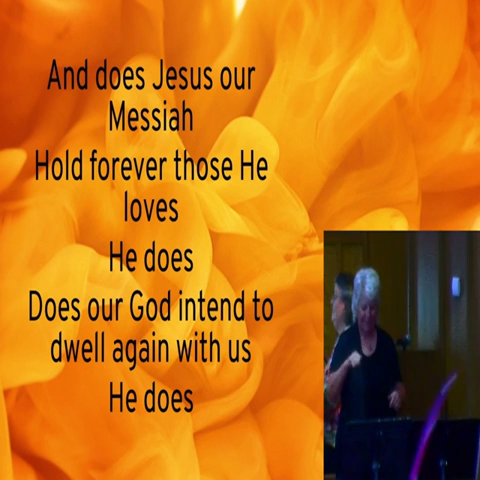 And does Jesus our
Messiah
Hold forever those He
loves
He does
Does our God intend to
dwell again with us
He does